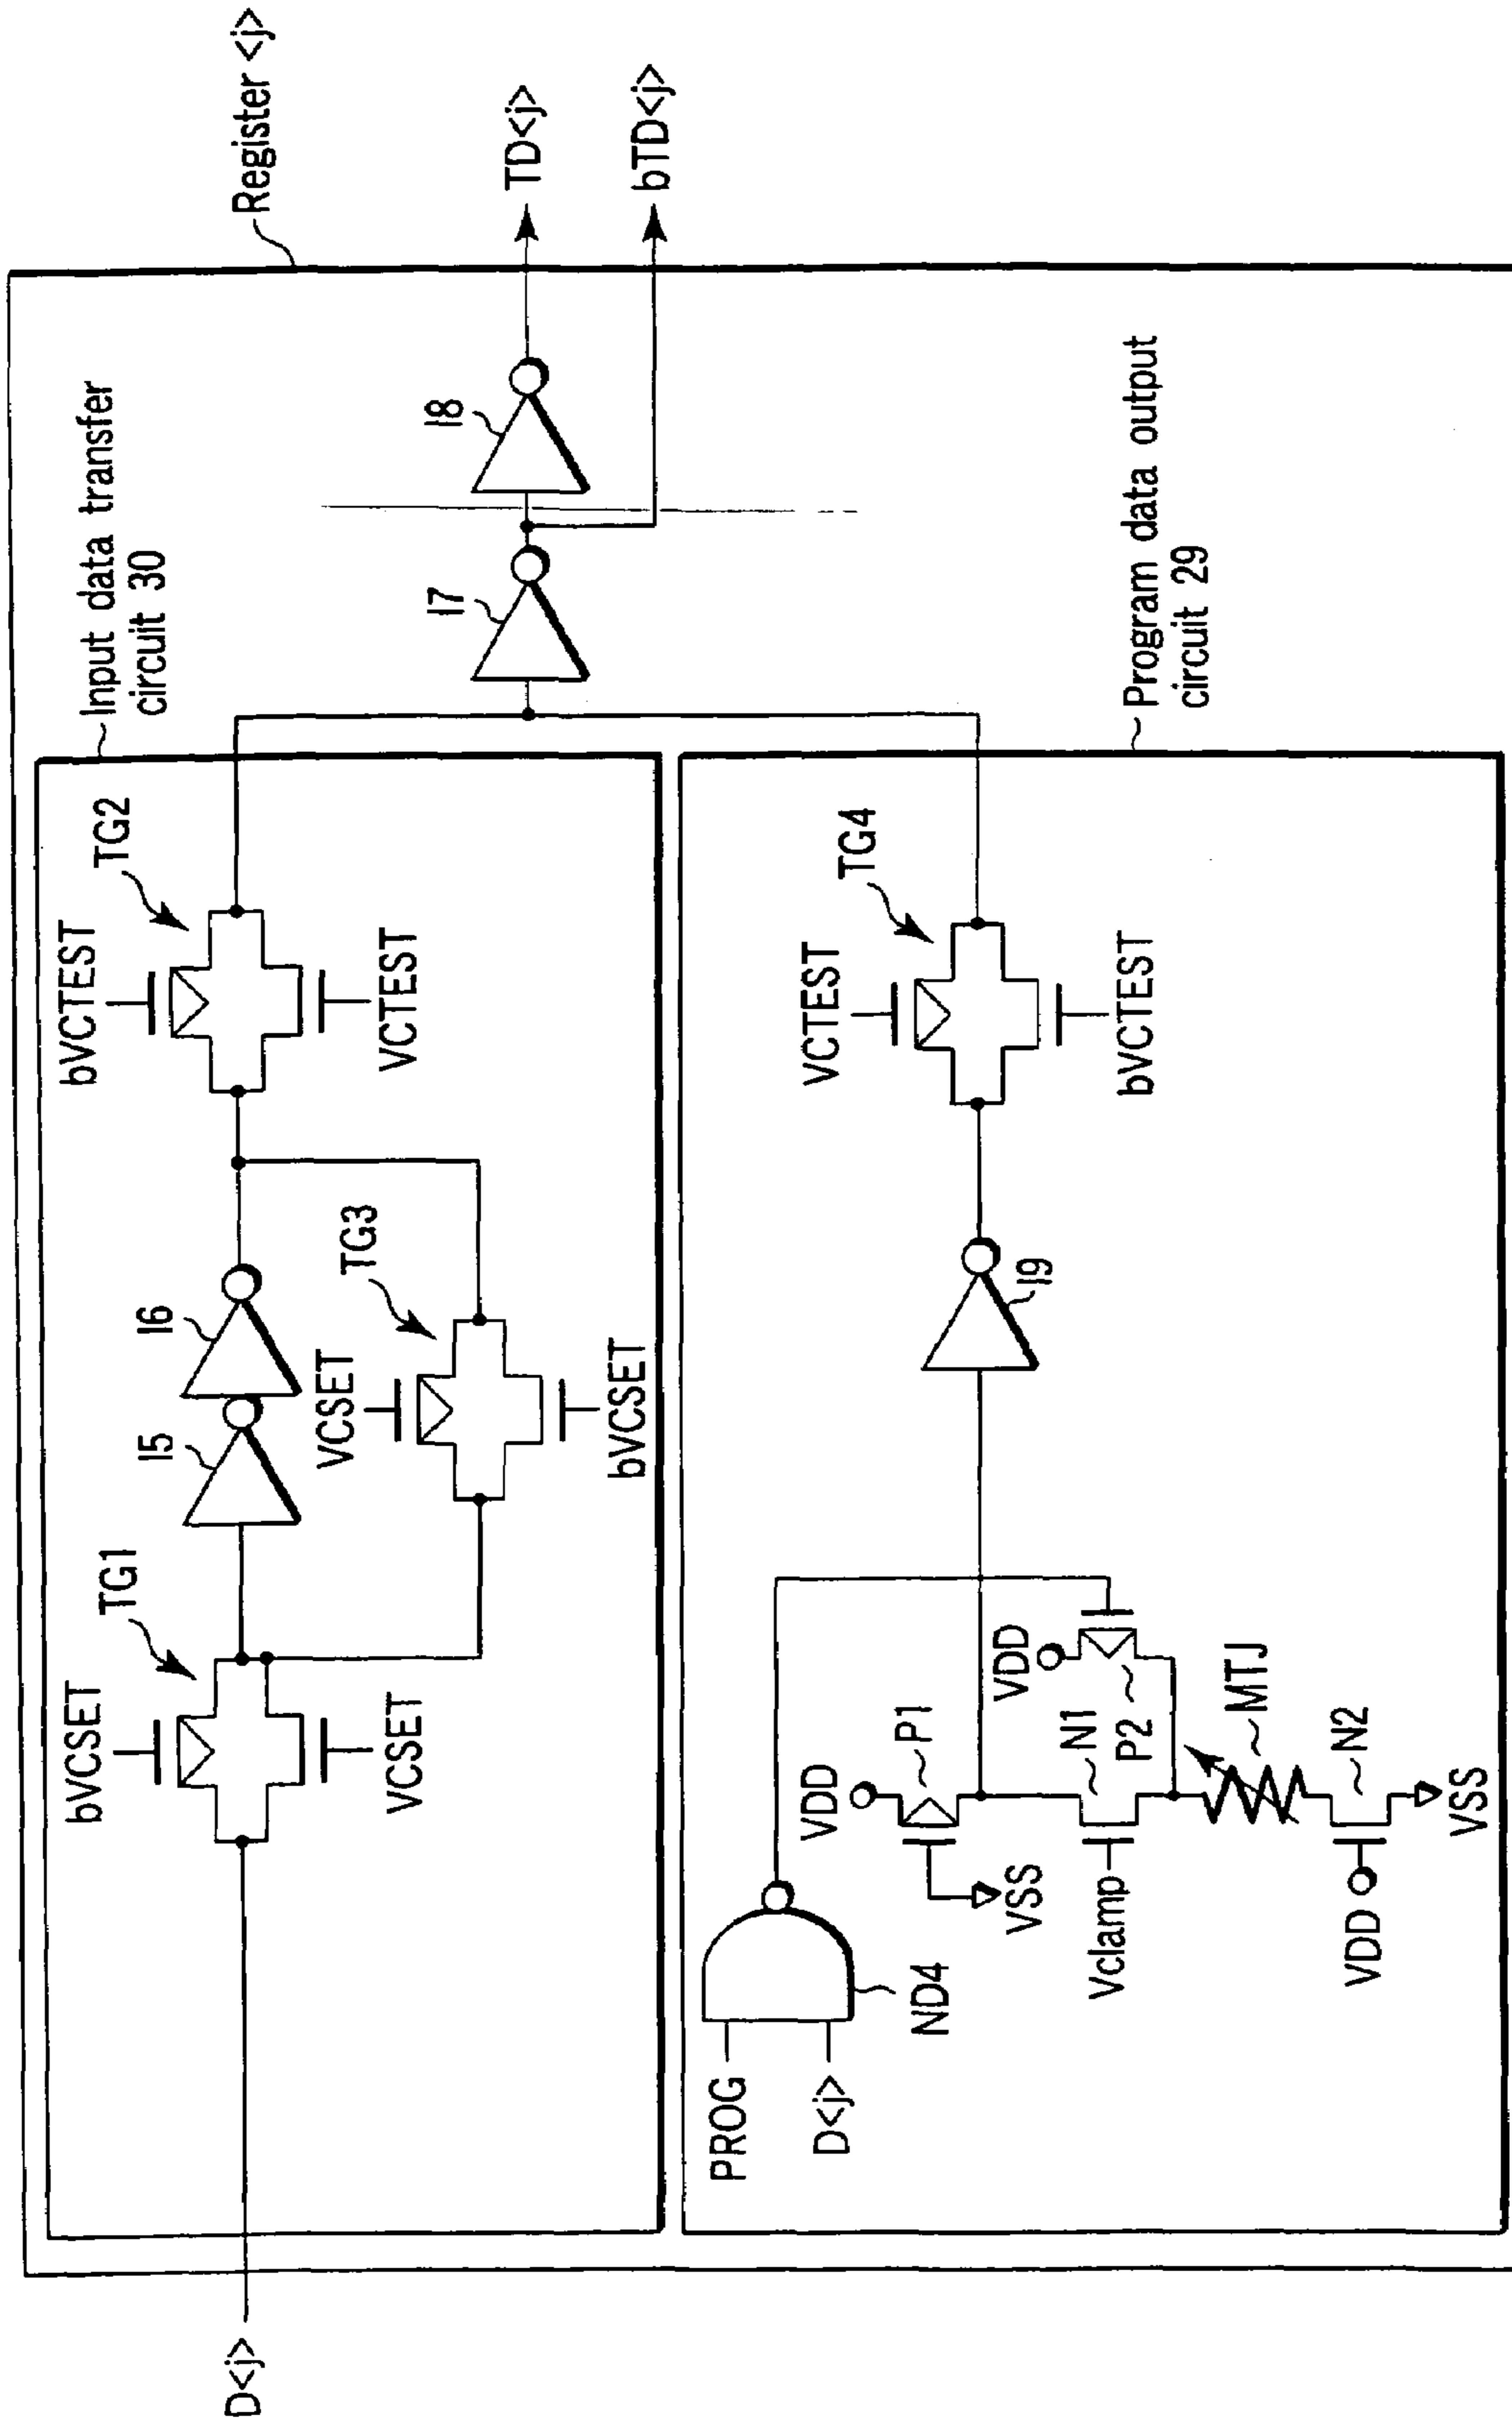 Register <j>
Input data transfer
circuit 30
D<j>
bVCSET
TG1
VCSET
I5
I6
VCSET
TG3
bVCSET
bVCTEST
TG2
VCTEST
I7
I8
TD<j>
bTD<j>
Program data output
circuit 29
PROG
D<j>
ND4
VDD
P1
VSS
Vclamp
N1
VDD
P2
MTJ
VDD
N2
VSS
I9
VCTEST
TG4
bVCTEST